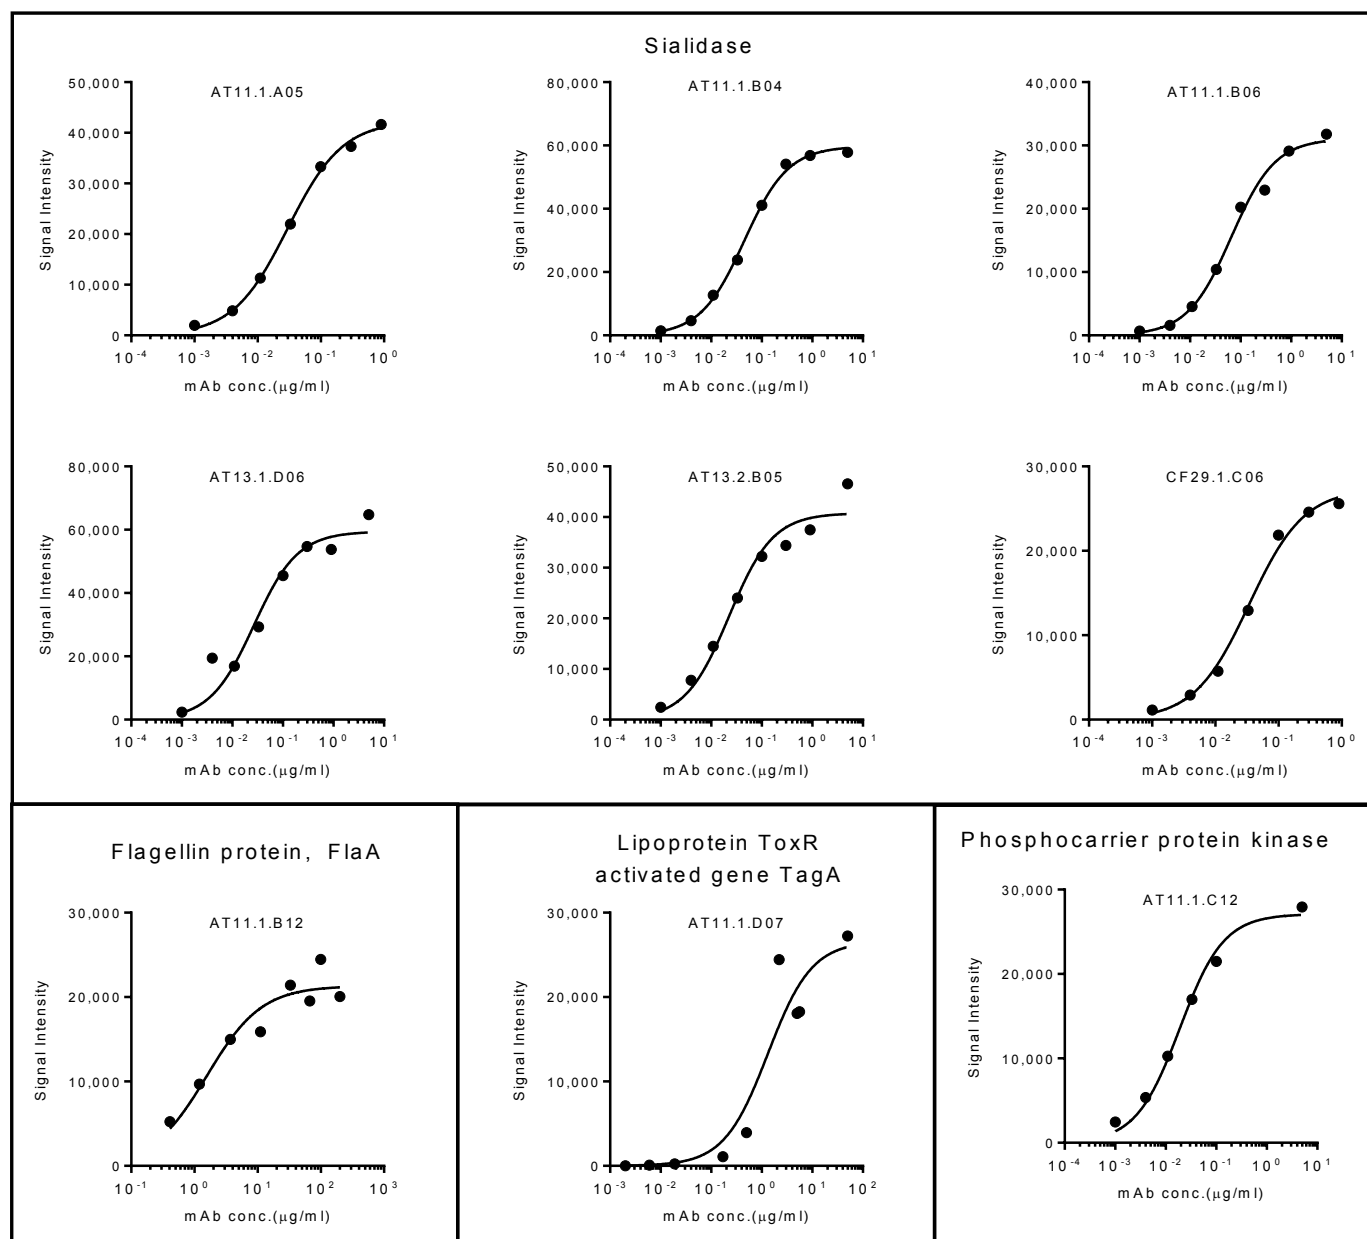 Sialidase
AT11.1.A05
50,000
40,000
30,000
20,000
10,000
0
Signal Intensity
10-4 10-3 10-2 10-1 100
mAb conc.(μg/ml)
AT11.1.B04
80,000
60,000
40,000
20,000
0
Signal Intensity
10-4 10-3 10-2 10-1 100 101
mAb conc.(μg/ml)
AT11.1.B06
40,000
30,000
20,000
10,000
0
Signal Intensity
10-4 10-3 10-2 10-1 100 101
mAb conc.(μg/ml)
AT13.1.D06
80,000
60,000
40,000
20,000
0
Signal Intensity
10-4 10-3 10-2 10-1 100 101
mAb conc.(μg/ml)
AT13.2.B05
50,000
40,000
30,000
20,000
10,000
0
Signal Intensity
10-4 10-3 10-2 10-1 100 101
mAb conc.(μg/ml)
CF29.1.C06
30,000
20,000
10,000
0
Signal Intensity
10-4 10-3 10-2 10-1 100
mAb conc.(μg/ml)
Flagellin protein, FlaA
AT11.1.B12
30,000
20,000
10,000
0
Signal Intensity
10-1 100 101 102 103
mAb conc.(μg/ml)
Lipoprotein ToxR
activated gene TagA
AT11.1.D07
30,000
20,000
10,000
0
Signal Intensity
10-3 10-2 10-1 100 101 102
mAb conc.(μg/ml)
Phosphocarrier protein kinase
AT11.1.C12
30,000
20,000
10,000
0
Signal Intensity
10-4 10-3 10-2 10-1 100 101
mAb conc.(μg/ml)